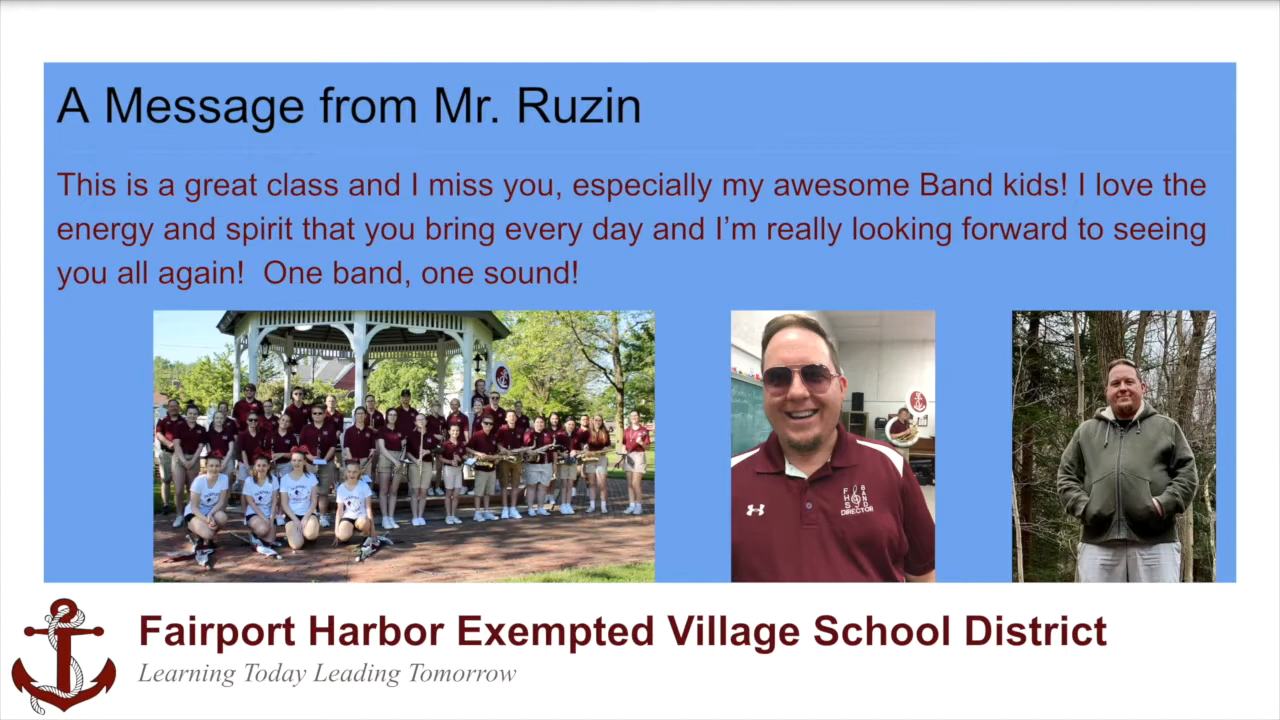 A Message from Mr. Ruzin
This is a great class and I miss you, especially my awesome Band kids! I love the
energy and spirit that you bring every day and I’m really looking forward to seeing
you all again!  One band, one sound!
F B
H A
S N
J D
DIRECTOR
Fairport Harbor Exempted Village School District
Learning Today Leading Tomorrow